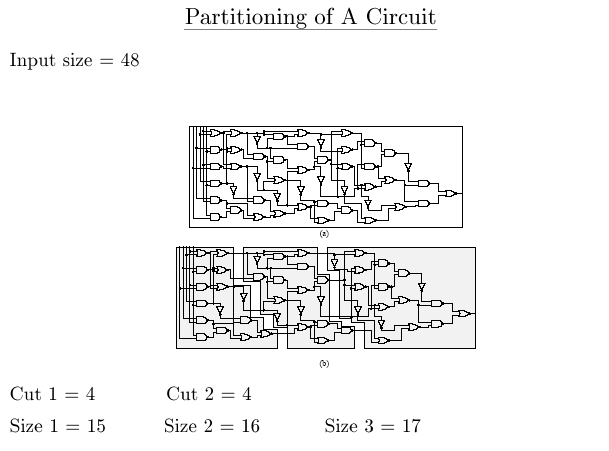 Partitioning of A Circuit
Input size = 48
(a)
(b)
Cut 1 = 4 Cut 2 = 4
Size 1 = 15 Size 2 = 16 Size 3 = 17